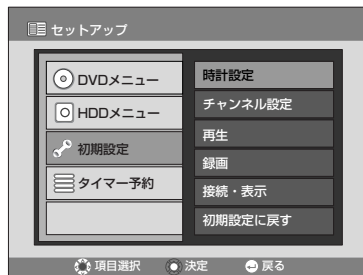 セットアップ
DVDメニュー
HDDメニュー
初期設定
タイマー予約
時計設定
チャンネル設定
再生
録画
接続・表示
初期設定に戻す
項目選択 決定 戻る